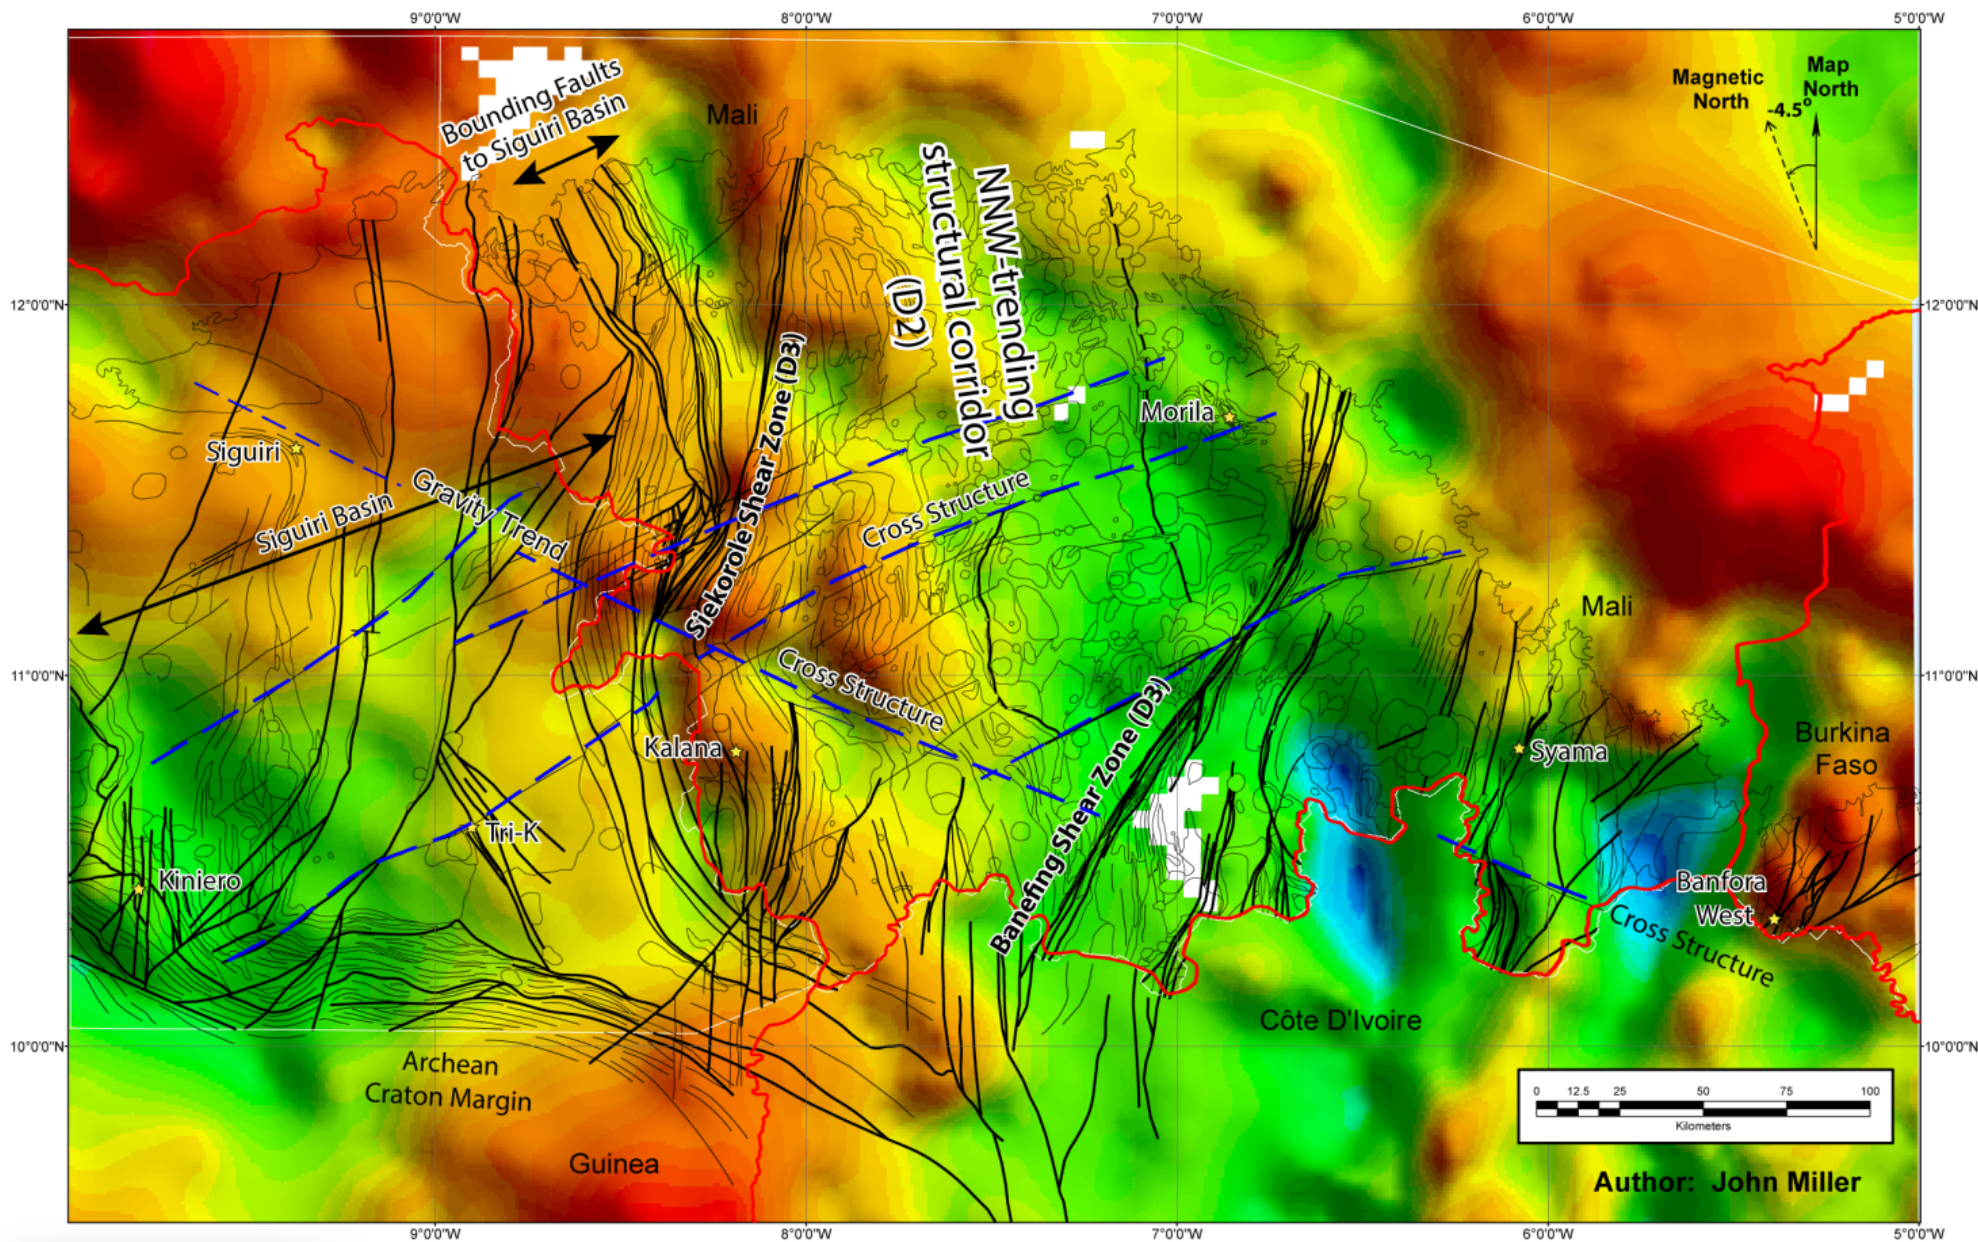 9°0'0"W
8°0'0"W
7°0'0"W
6°0'0"W
5°0'0"W
Bounding Faults
to Siguiri Basin
Mali
NNW-trending
structural corridor
(D2)
Magnetic
North
Map
North
-4.5°
12°0'0"N
12°0'0"N
Siguiri
Siguiri Basin
Gravity Trend
Siekorole Shear Zone (D3)
Cross Structure
Morila
Mali
11°0'0"N
11°0'0"N
Cross Structure
Kalana
Banefing Shear Zone (D3)
Syama
Burkina
Faso
Tri-K
Kiniero
Banfora
West
Cross Structure
Côte D'Ivoire
10°0'0"N
10°0'0"N
Archean
Craton Margin
Guinea
0 12.5 25 50 75 100
Kilometers
Author: John Miller
9°0'0"W
8°0'0"W
7°0'0"W
6°0'0"W
5°0'0"W